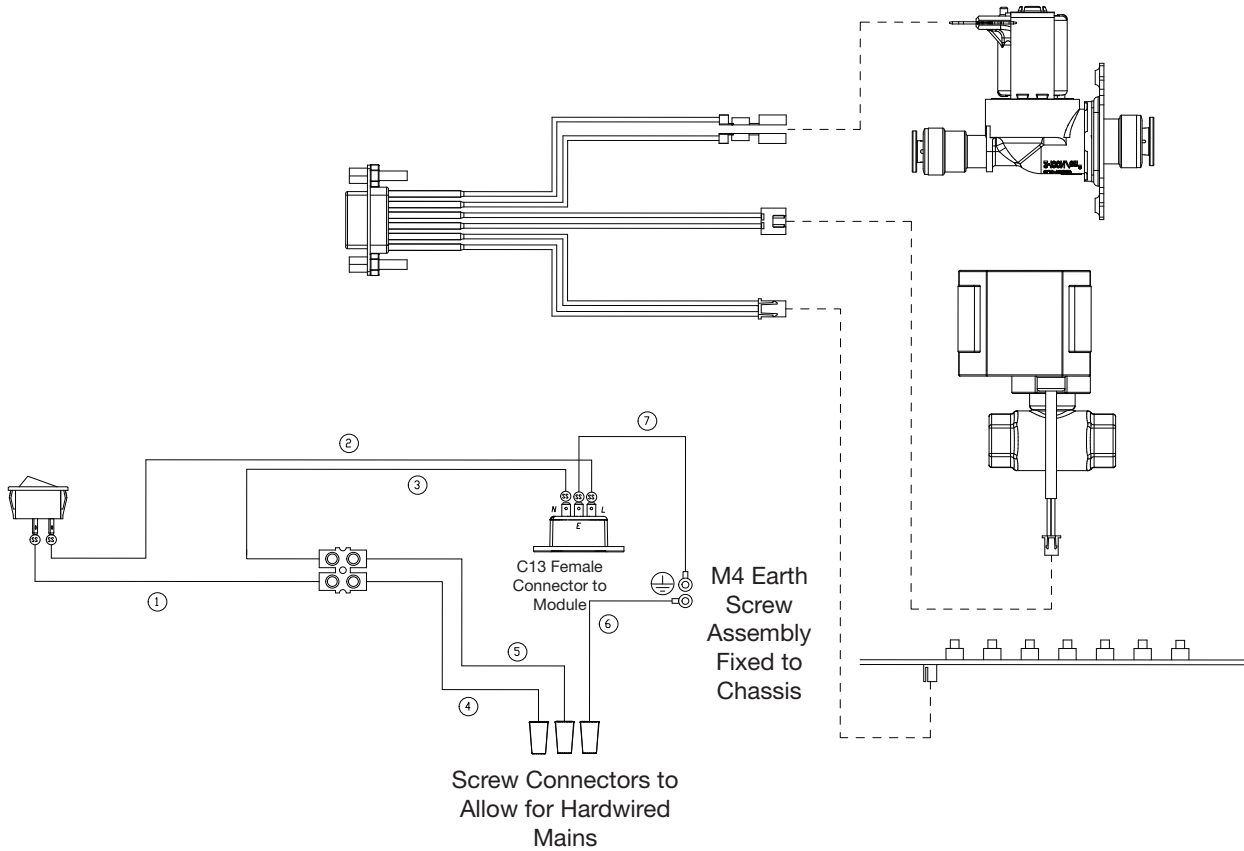 7
2
3
N
E
L
C13 Female
Connector to
Module
1
6
M4 Earth
Screw
Assembly
Fixed to
Chassis
5
4
Screw Connectors to
Allow for Hardwired
Mains
SS
SS
SS
SS
SS